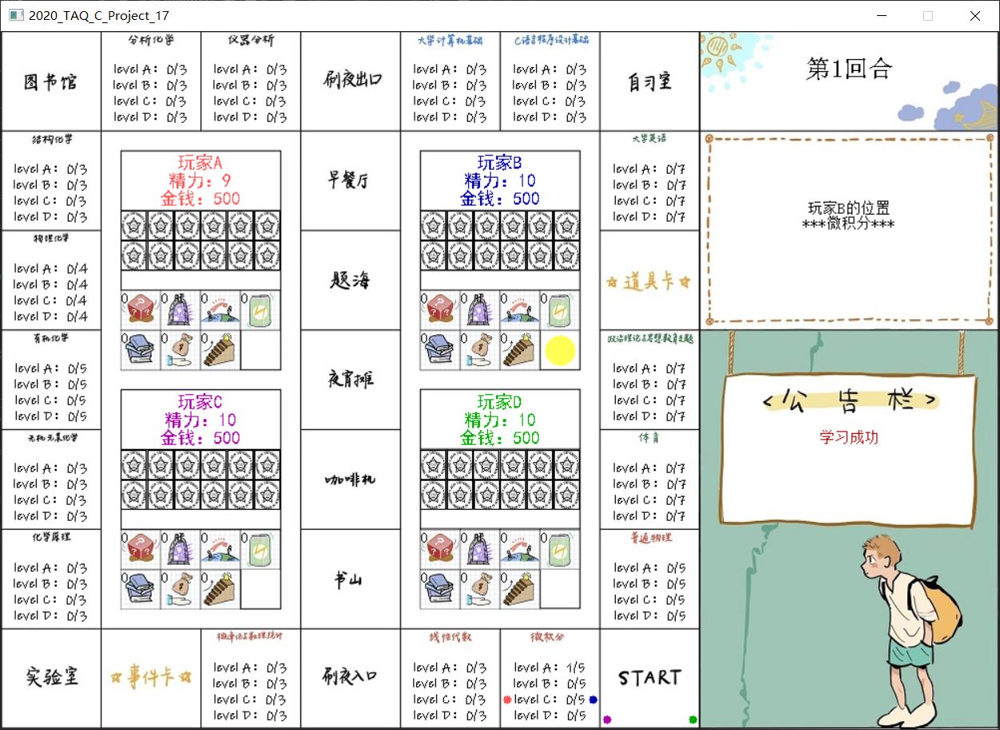 2020_TAQ_C_Project_17
图书馆
分析化学
level A: 0/3
level B: 0/3
level C: 0/3
level D: 0/3
仪器分析
level A: 0/3
level B: 0/3
level C: 0/3
level D: 0/3
刷夜出口
大学计算机基础
level A: 0/3
level B: 0/3
level C: 0/3
level D: 0/3
C语言程序设计基础
level A: 0/3
level B: 0/3
level C: 0/3
level D: 0/3
自习室
第1回合
结构化学
level A: 0/3
level B: 0/3
level C: 0/3
level D: 0/3
玩家A
精力: 9
金钱: 500
0 0 0 0
0 0 0
早餐厅
玩家B
精力: 10
金钱: 500
0 0 0 0
0 0 0
大学英语
level A: 0/7
level B: 0/7
level C: 0/7
level D: 0/7
玩家B的位置
***微积分***
物理化学
level A: 0/4
level B: 0/4
level C: 0/4
level D: 0/4
题海
道具卡
有机化学
level A: 0/5
level B: 0/5
level C: 0/5
level D: 0/5
夜宵摊
政治理论与思想教育主题
level A: 0/7
level B: 0/7
level C: 0/7
level D: 0/7
<公告栏>
学习成功
无机元素化学
level A: 0/3
level B: 0/3
level C: 0/3
level D: 0/3
玩家C
精力: 10
金钱: 500
0 0 0 0
0 0 0
咖啡机
玩家D
精力: 10
金钱: 500
0 0 0 0
0 0 0
体育
level A: 0/7
level B: 0/7
level C: 0/7
level D: 0/7
化学原理
level A: 0/3
level B: 0/3
level C: 0/3
level D: 0/3
书山
普通物理
level A: 0/5
level B: 0/5
level C: 0/5
level D: 0/5
实验室
事件卡
概率论与数理统计
level A: 0/3
level B: 0/3
level C: 0/3
level D: 0/3
刷夜入口
线性代数
level A: 0/3
level B: 0/3
level C: 0/3
level D: 0/3
微积分
level A: 1/5
level B: 0/5
level C: 0/5
level D: 0/5
START